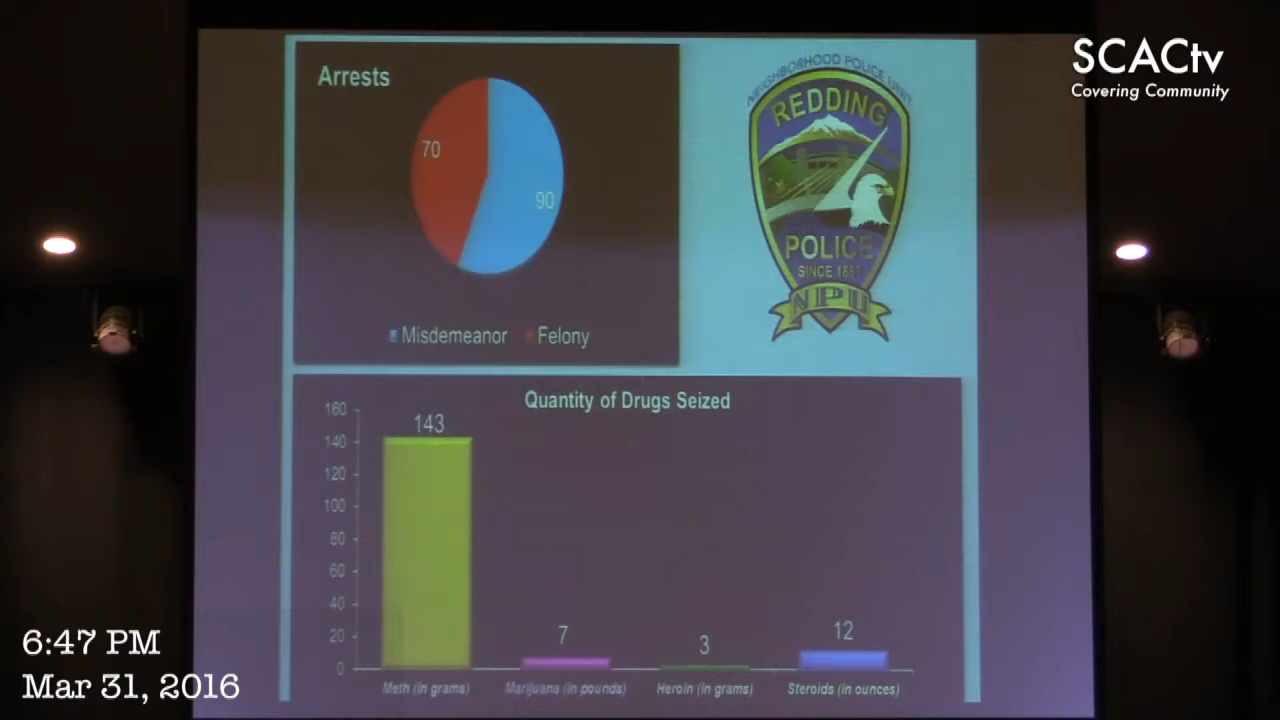 SCACtv
Covering Community
Arrests
70
90
Misdemeanor
Felony
NEIGHBORHOOD POLICE UNIT
REDDING
POLICE
SINCE 1887
NPU
Quantity of Drugs Seized
160
140
120
100
80
60
40
20
0
143
7
3
12
Meth (in grams)
Marijuana (in pounds)
Heroin (in grams)
Steroids (in ounces)
6:47 PM
Mar 31, 2016